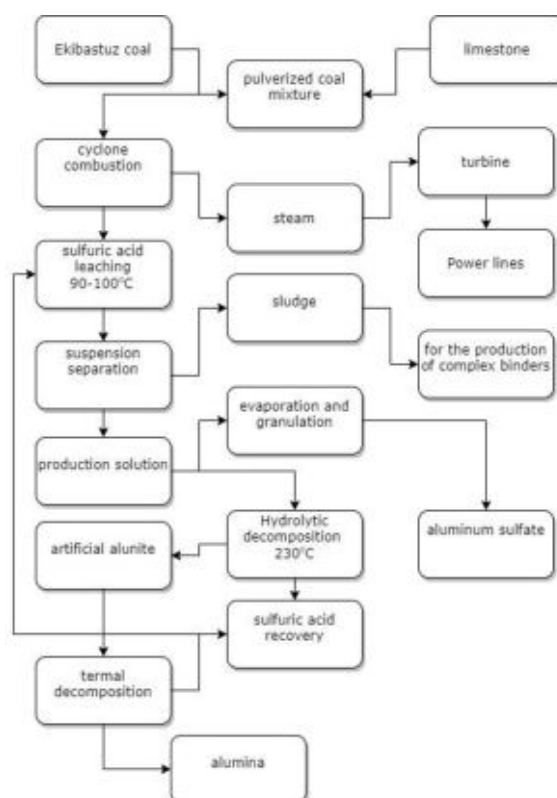 Ekibastuz coal
limestone
pulverized coal
mixture
cyclone
combustion
turbine
steam
sulfuric acid
leaching
90-100°C
Power lines
sludge
suspension
separation
for the production
of complex binders
evaporation and
granulation
production solution
Hydrolytic
decomposition
230°C
aluminum sulfate
artificial alunite
sulfuric acid
recovery
termal
decomposition
alumina